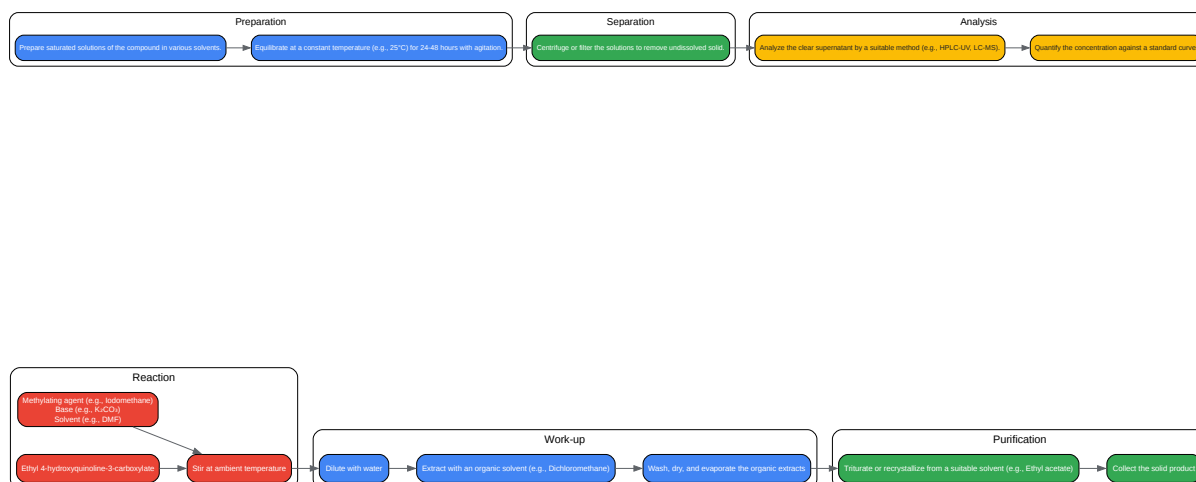 Preparation
Prepare saturated solutions of the compound in various solvents.
Equilibrate at a constant temperature (e.g., 25°C) for 24-48 hours with agitation.
Separation
Centrifuge or filter the solutions to remove undissolved solid.
Analysis
Analyze the clear supernatant by a suitable method (e.g., HPLC-UV, LC-MS).
Quantify the concentration against a standard curve
Reaction
Methylating agent (e.g., Iodomethane)
Base (e.g., K₂CO₃)
Solvent (e.g., DMF)
Ethyl 4-hydroxyquinoline-3-carboxylate
Stir at ambient temperature
Work-up
Dilute with water
Extract with an organic solvent (e.g., Dichloromethane)
Wash, dry, and evaporate the organic extracts
Purification
Triturate or recrystallize from a suitable solvent (e.g., Ethyl acetate)
Collect the solid product